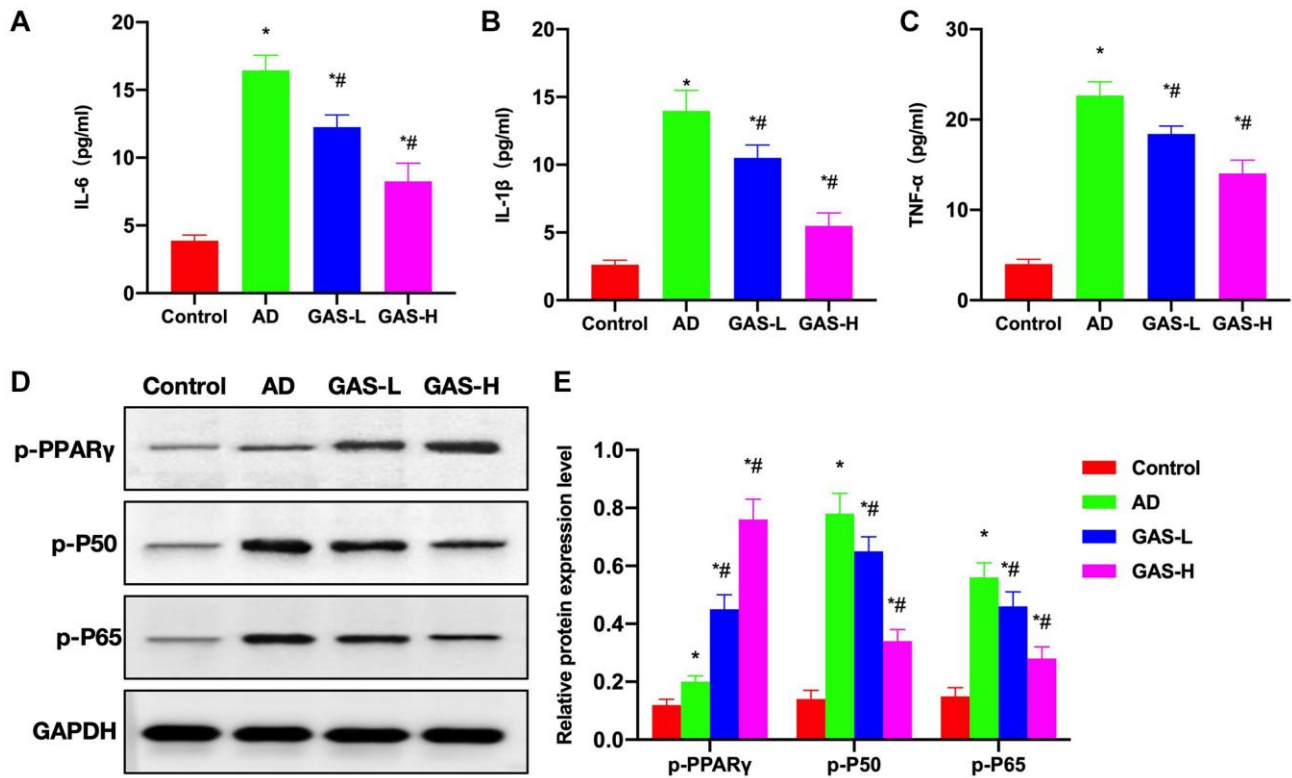 A
IL-6 (pg/ml)
20
15
10
5
0
*
*#
*#
Control AD GAS-L GAS-H
B
IL-1β (pg/ml)
20
15
10
5
0
*
*#
*#
Control AD GAS-L GAS-H
C
TNF-α (pg/ml)
30
20
10
0
*
*#
*#
Control AD GAS-L GAS-H
D
Control AD GAS-L GAS-H
p-PPARγ
p-P50
p-P65
GAPDH
E
Relative protein expression level
1.0
0.8
0.6
0.4
0.2
0.0
*
*#
*#
*
*#
*#
*
*#
*#
p-PPARγ p-P50 p-P65
Control
AD
GAS-L
GAS-H